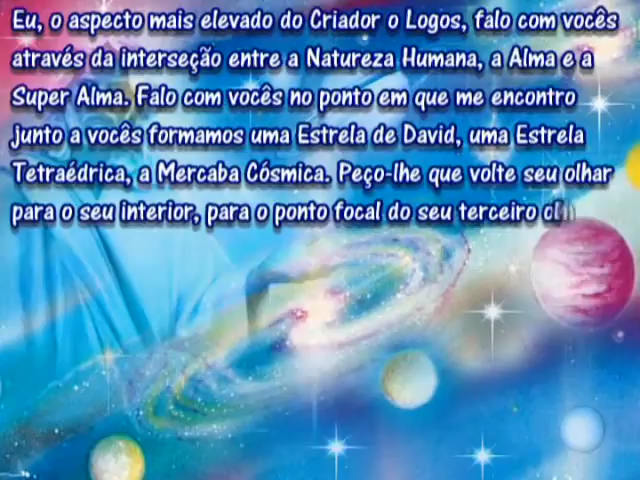 Eu, o aspecto mais elevado do Criador o Logos, falo com vocês
através da interseção entre a Natureza Humana, a Alma e a
Super Alma. Falo com vocês no ponto em que me encontro
junto a vocês formamos uma Estrela de David, uma Estrela
Tetraédrica, a Mercaba Cósmica. Peço-lhe que volte seu olhar
para o seu interior, para o ponto focal do seu terceiro